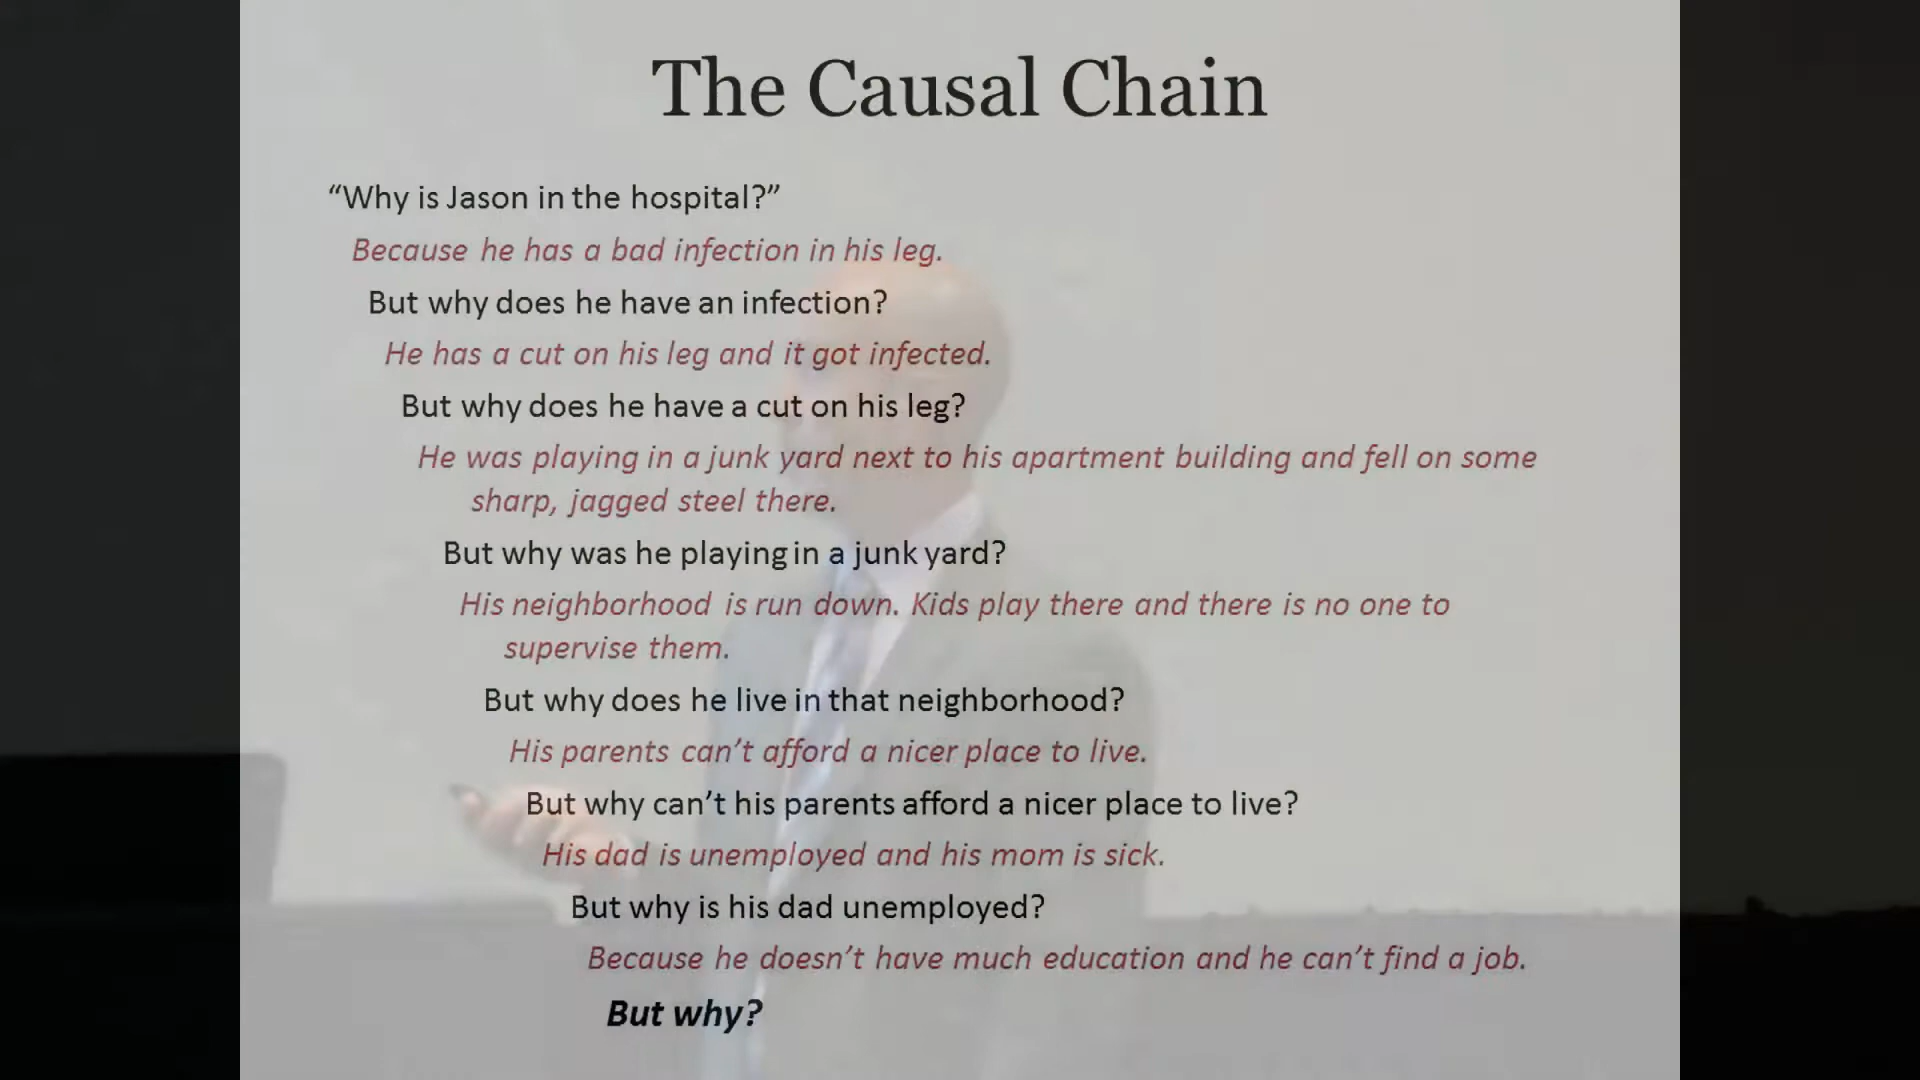 The Causal Chain
“Why is Jason in the hospital?”
Because he has a bad infection in his leg.
But why does he have an infection?
He has a cut on his leg and it got infected.
But why does he have a cut on his leg?
He was playing in a junk yard next to his apartment building and fell on some
sharp, jagged steel there.
But why was he playing in a junk yard?
His neighborhood is run down. Kids play there and there is no one to
supervise them.
But why does he live in that neighborhood?
His parents can’t afford a nicer place to live.
But why can’t his parents afford a nicer place to live?
His dad is unemployed and his mom is sick.
But why is his dad unemployed?
Because he doesn’t have much education and he can’t find a job.
But why?